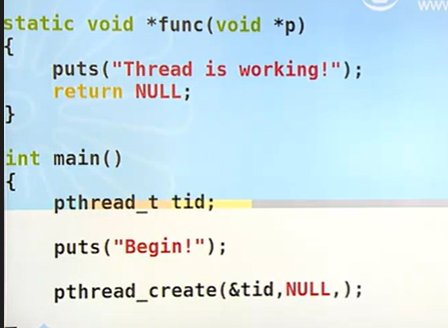 static void *func(void *p)
{
    puts("Thread is working!");
    return NULL;
}
int main()
{
    pthread_t tid;
    puts("Begin!");
    pthread_create(&tid,NULL,);